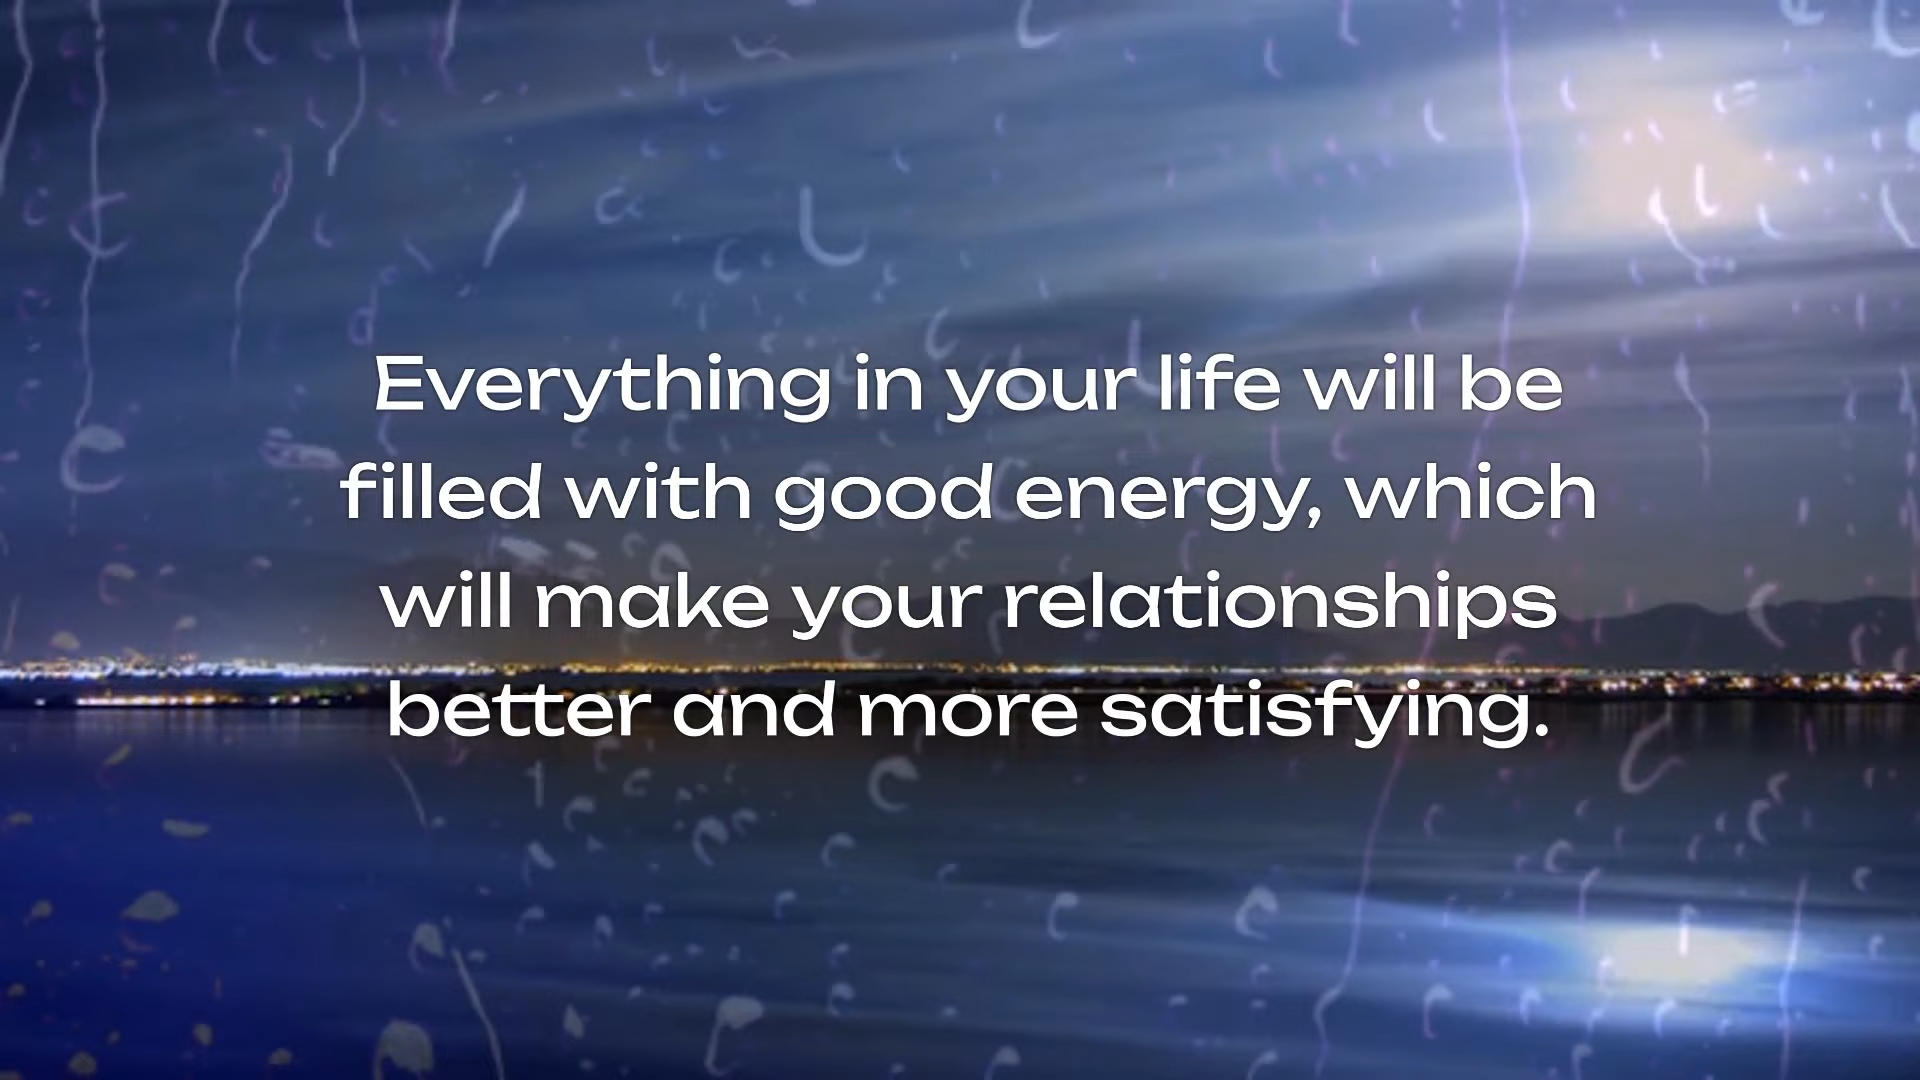 Everything in your life will be
filled with good energy, which
will make your relationships
better and more satisfying.